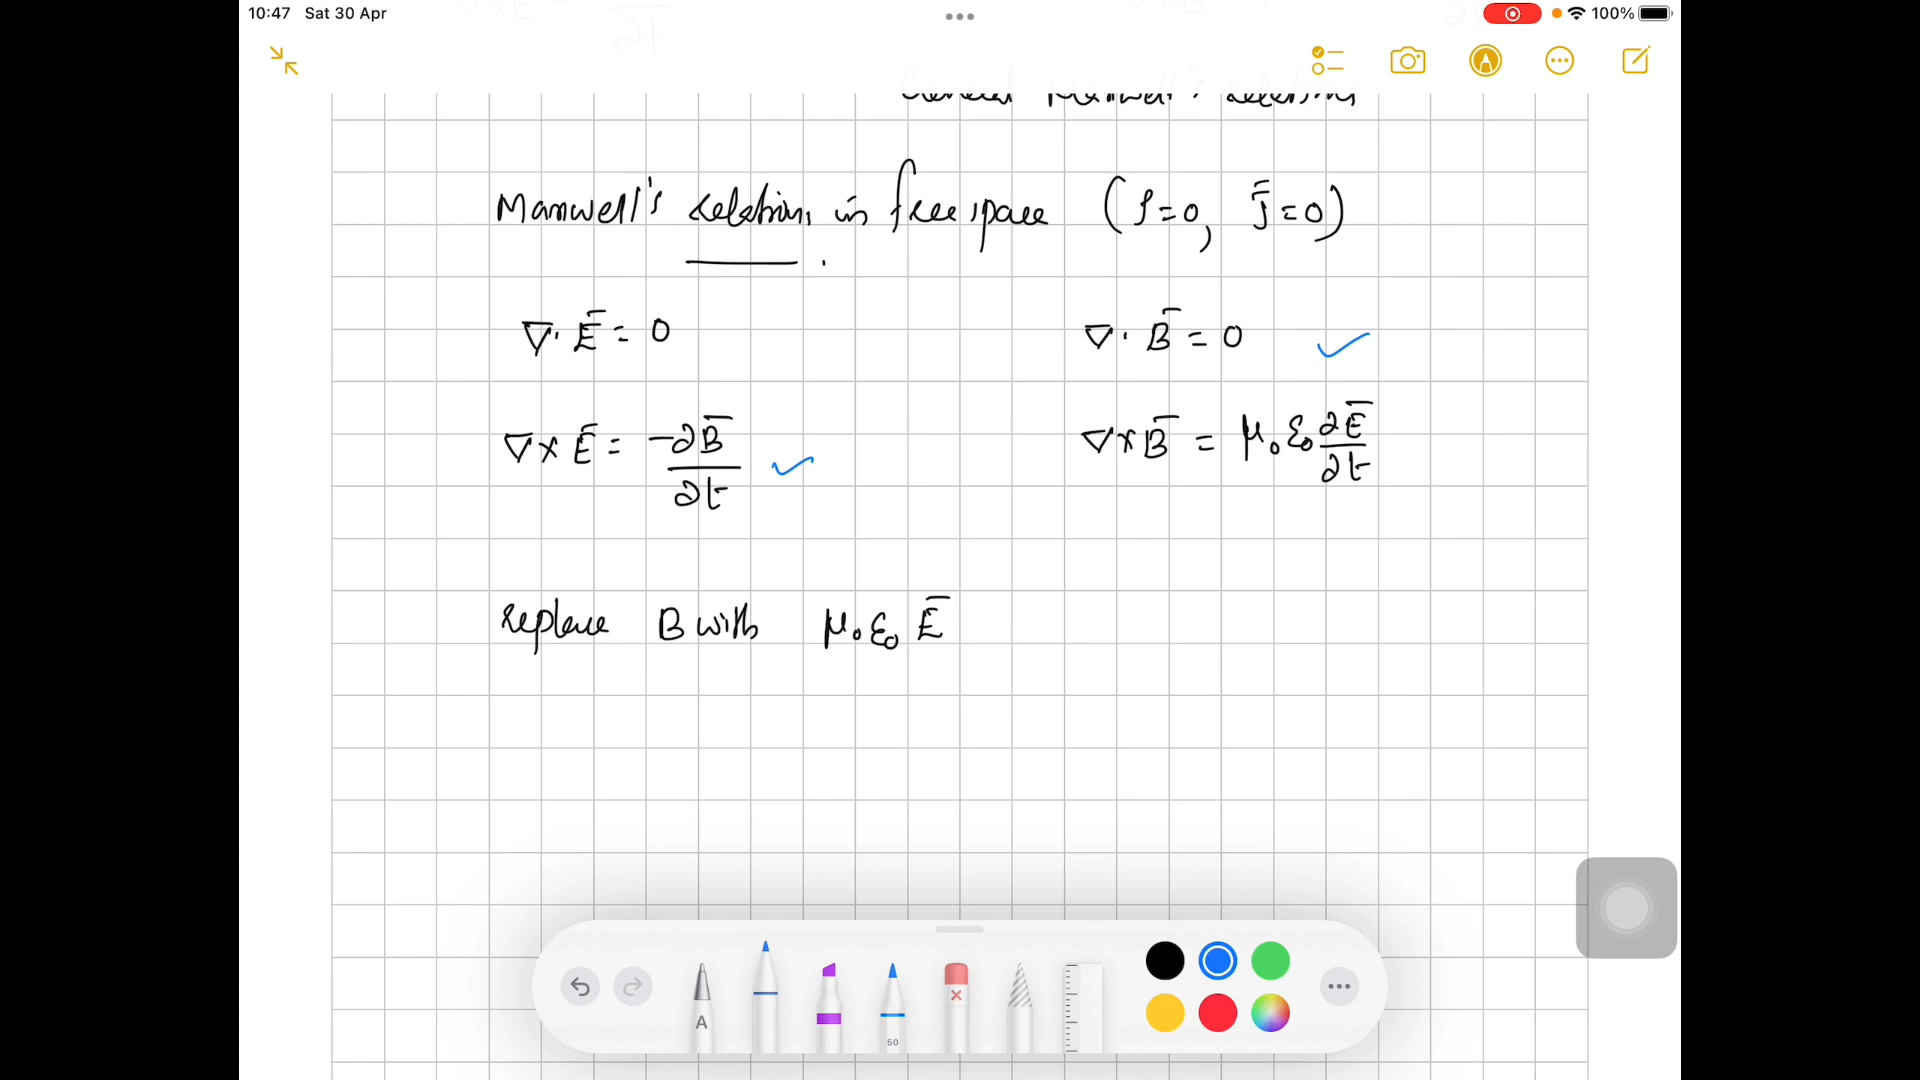 10:47 Sat 30 Apr
100%
Maxwell's relations in free space (ρ=0, J̅=0)
∇· E̅ = 0
∇· B̅ = 0
∇× E̅ = -∂B̅/∂t
∇× B̅ = μ₀ε₀ ∂E̅/∂t
replace B with μ₀ε₀ E̅
A
50